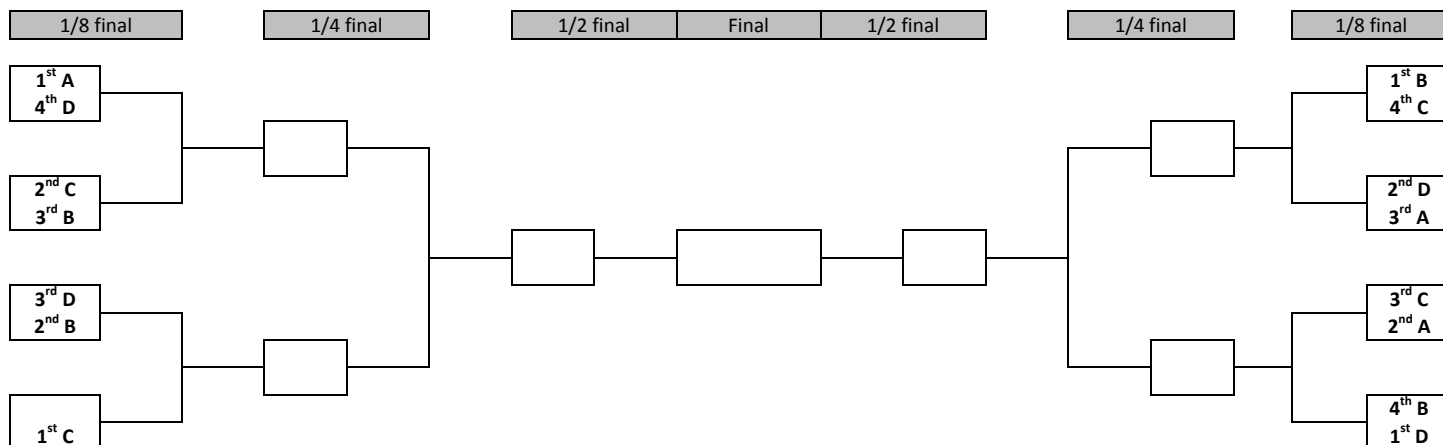 1/8 final 1/4 final 1/2 final Final 1/2 final 1/4 final 1/8 final
1st A
4th D
2nd C
3rd B
3rd D
2nd B
1st C
1st B
4th C
2nd D
3rd A
3rd C
2nd A
4th B
1st D